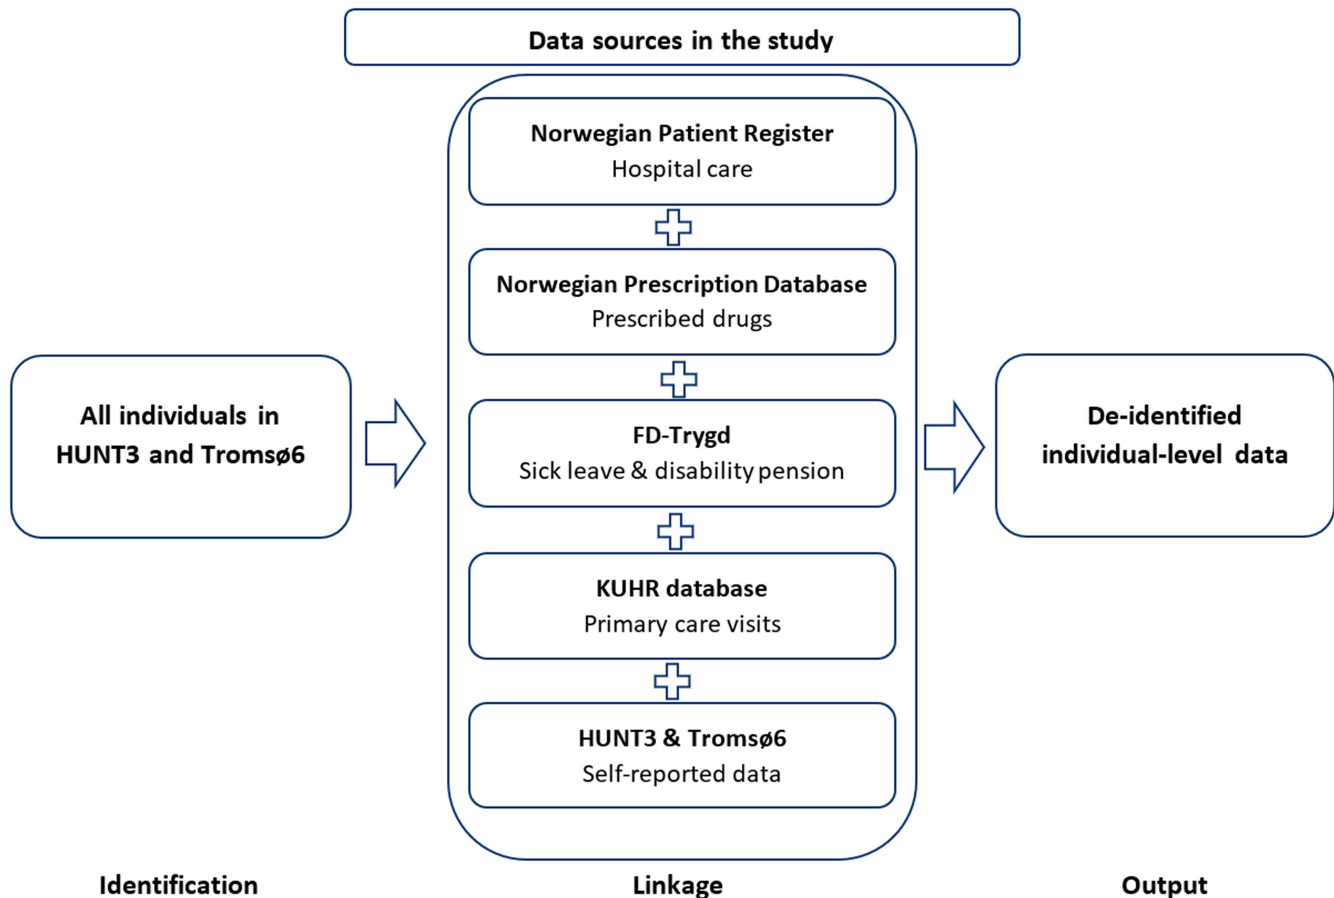 Data sources in the study
Norwegian Patient Register
Hospital care
Norwegian Prescription Database
Prescribed drugs
All individuals in
HUNT3 and Tromsø6
FD-Trygd
Sick leave & disability pension
De-identified
individual-level data
KUHR database
Primary care visits
HUNT3 & Tromsø6
Self-reported data
Identification
Linkage
Output